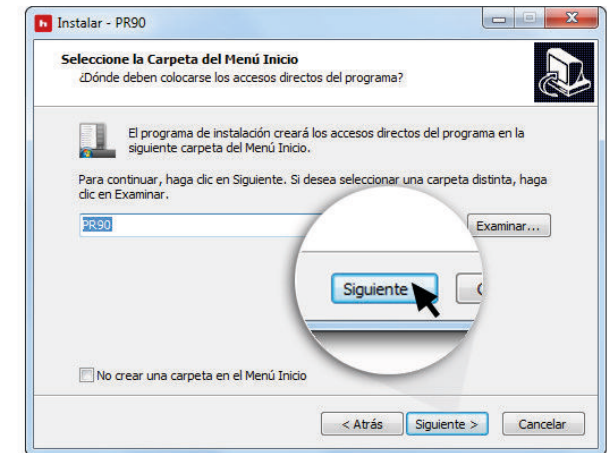 Instalar - PR90
Seleccione la Carpeta del Menú Inicio
¿Dónde deben colocarse los accesos directos del programa?
El programa de instalación creará los accesos directos del programa en la
siguiente carpeta del Menú Inicio.
Para continuar, haga clic en Siguiente. Si desea seleccionar una carpeta distinta, haga
clic en Examinar.
PR90
Examinar...
Siguiente
No crear una carpeta en el Menú Inicio
< Atrás Siguiente > Cancelar